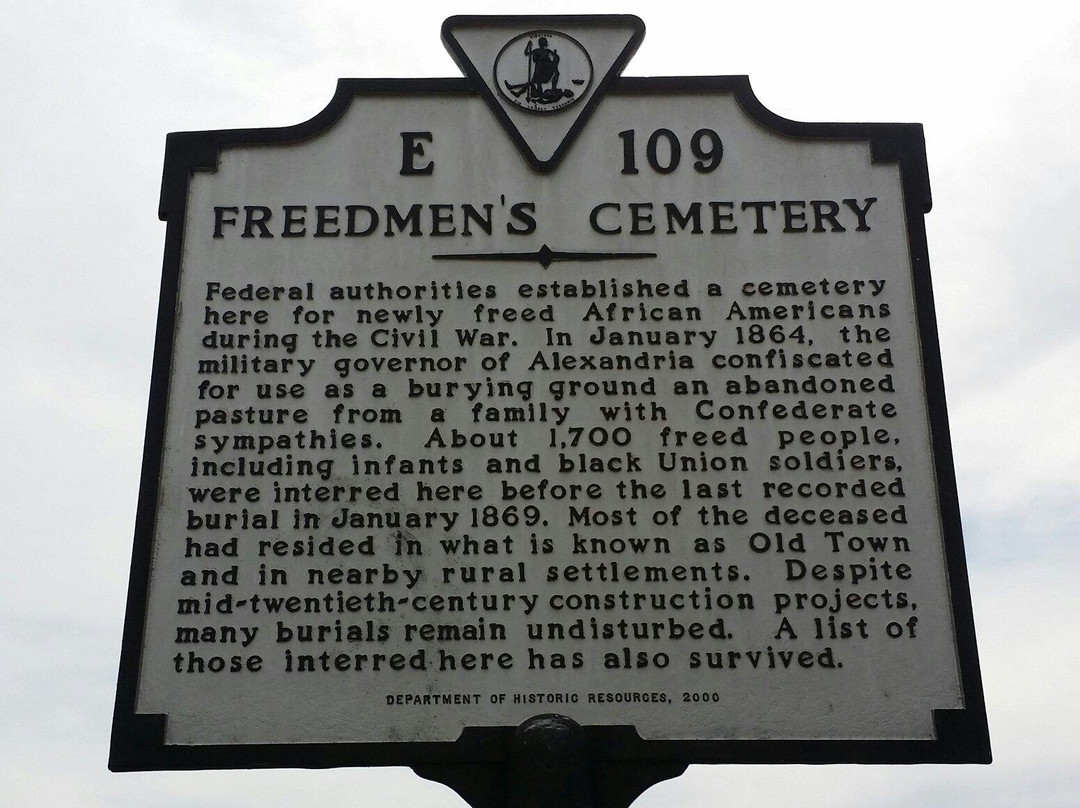 E 109
FREEDMEN'S CEMETERY
Federal authorities established a cemetery
here for newly freed African Americans
during the Civil War. In January 1864, the
military governor of Alexandria confiscated
for use as a burying ground an abandoned
pasture from a family with Confederate
sympathies. About 1,700 freed people,
including infants and black Union soldiers,
were interred here before the last recorded
burial in January 1869. Most of the deceased
had resided in what is known as Old Town
and in nearby rural settlements. Despite
mid-twentieth-century construction projects,
many burials remain undisturbed. A list of
those interred here has also survived.
DEPARTMENT OF HISTORIC RESOURCES, 2000